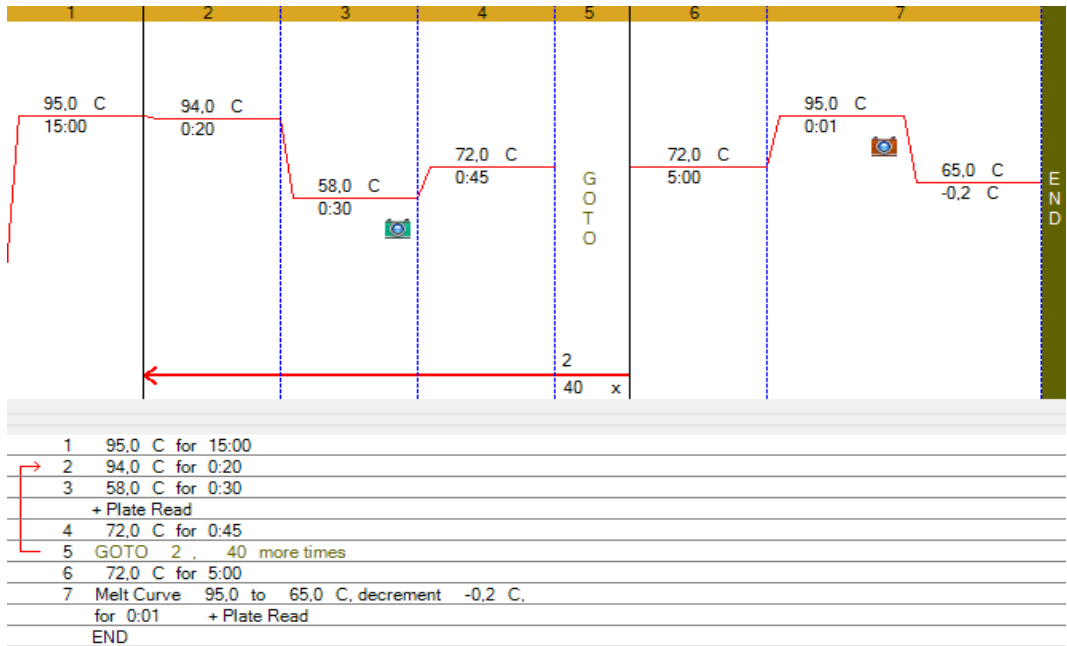 1 2 3 4 5 6 7
95,0 C 94,0 C 95,0 C
15:00 0:20 0:01
72,0 C 72,0 C
0:45 5:00
58,0 C 65,0 C
0:30 -0,2 C
GOTO
END
2
40 x
1 95,0 C for 15:00
2 94,0 C for 0:20
3 58,0 C for 0:30
+ Plate Read
4 72,0 C for 0:45
5 GOTO 2 , 40 more times
6 72,0 C for 5:00
7 Melt Curve 95,0 to 65,0 C, decrement -0,2 C,
for 0:01 + Plate Read
END